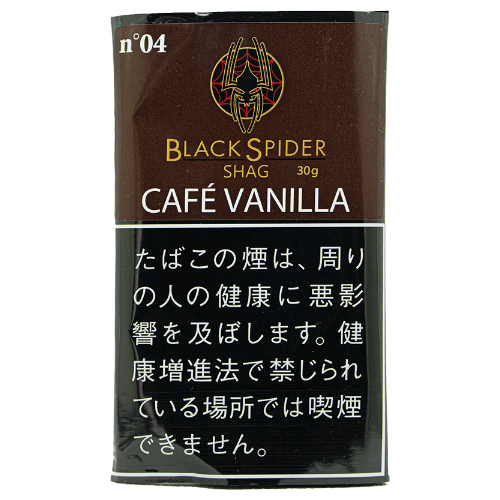 n°04
BLACK SPIDER
SHAG 30g
CAFÉ VANILLA
たばこの煙は、周り
の人の健康に悪影
響を及ぼします。健
康増進法で禁じられ
ている場所では喫煙
できません。